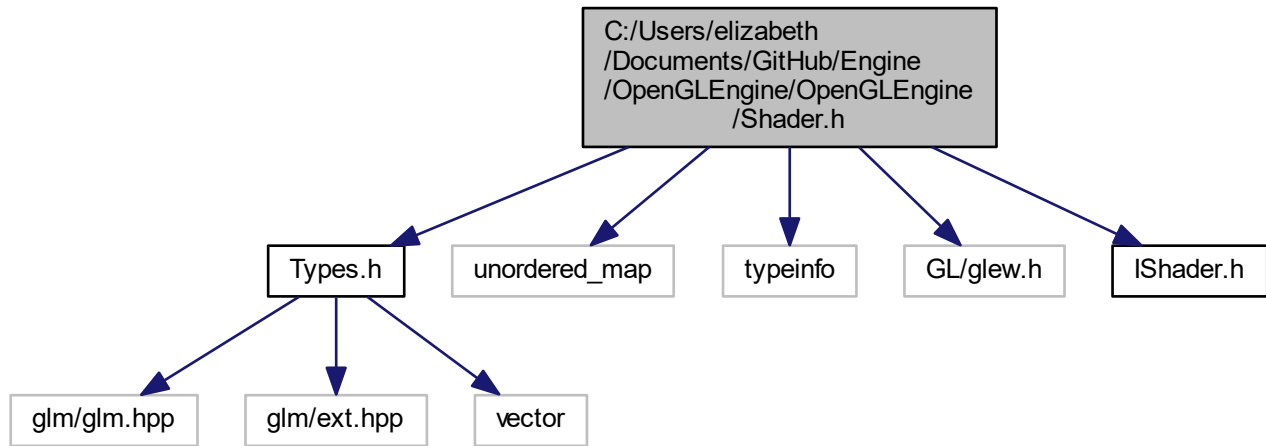 C:/Users/elizabeth
/Documents/GitHub/Engine
/OpenGLEngine/OpenGLEngine
/Shader.h
Types.h
unordered_map
typeinfo
GL/glew.h
IShader.h
glm/glm.hpp
glm/ext.hpp
vector